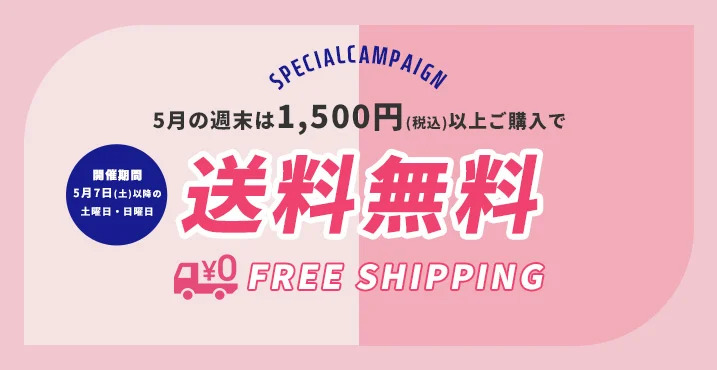 SPECIALCAMPAIGN
5月の週末は1,500円(税込)以上ご購入で
開催期間
5月7日(土)以降の
土曜日・日曜日
送料無料
¥0
FREE SHIPPING